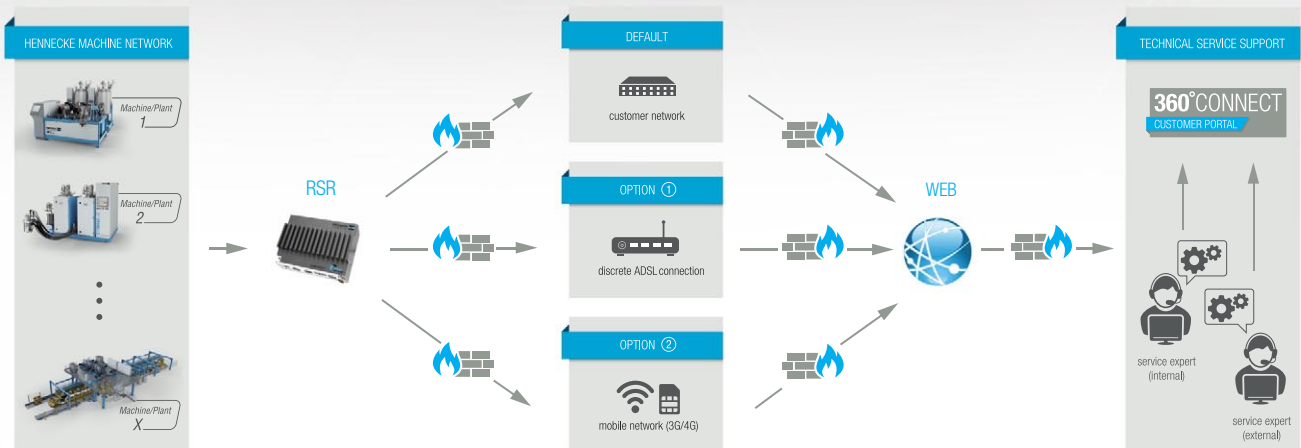 HENNECKE MACHINE NETWORK
Machine/Plant
1
Machine/Plant
2
Machine/Plant
X
RSR
DEFAULT
customer network
OPTION ①
discrete ADSL connection
OPTION ②
mobile network (3G/4G)
WEB
TECHNICAL SERVICE SUPPORT
360°CONNECT
CUSTOMER PORTAL
service expert
(internal)
service expert
(external)